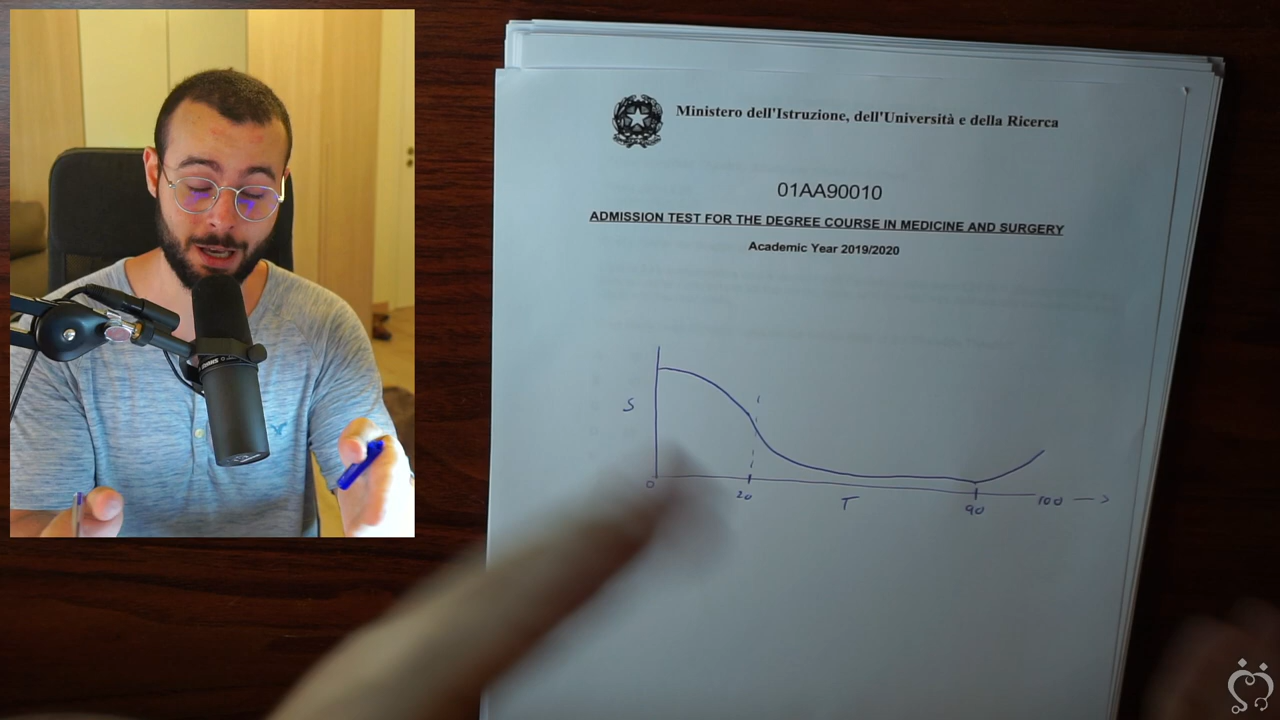 Ministero dell'Istruzione, dell'Università e della Ricerca
01AA90010
ADMISSION TEST FOR THE DEGREE COURSE IN MEDICINE AND SURGERY
Academic Year 2019/2020
S
0
20
T
90
100